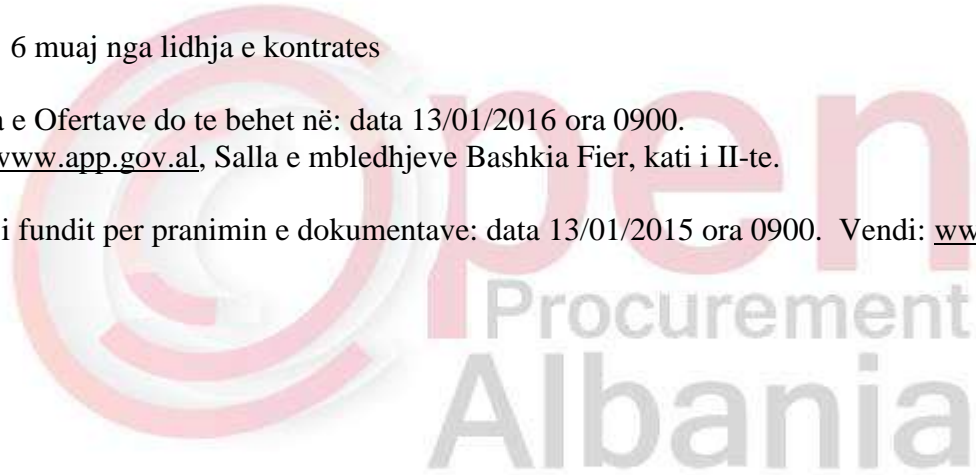 6 muaj nga lidhja e kontrates
e Ofertave do te behet në: data 13/01/2016 ora 0900.
www.app.gov.al, Salla e mbledhjeve Bashkia Fier, kati i II-te.
i fundit per pranimin e dokumentave: data 13/01/2015 ora 0900. Vendi:
Open
Procurement
Albania